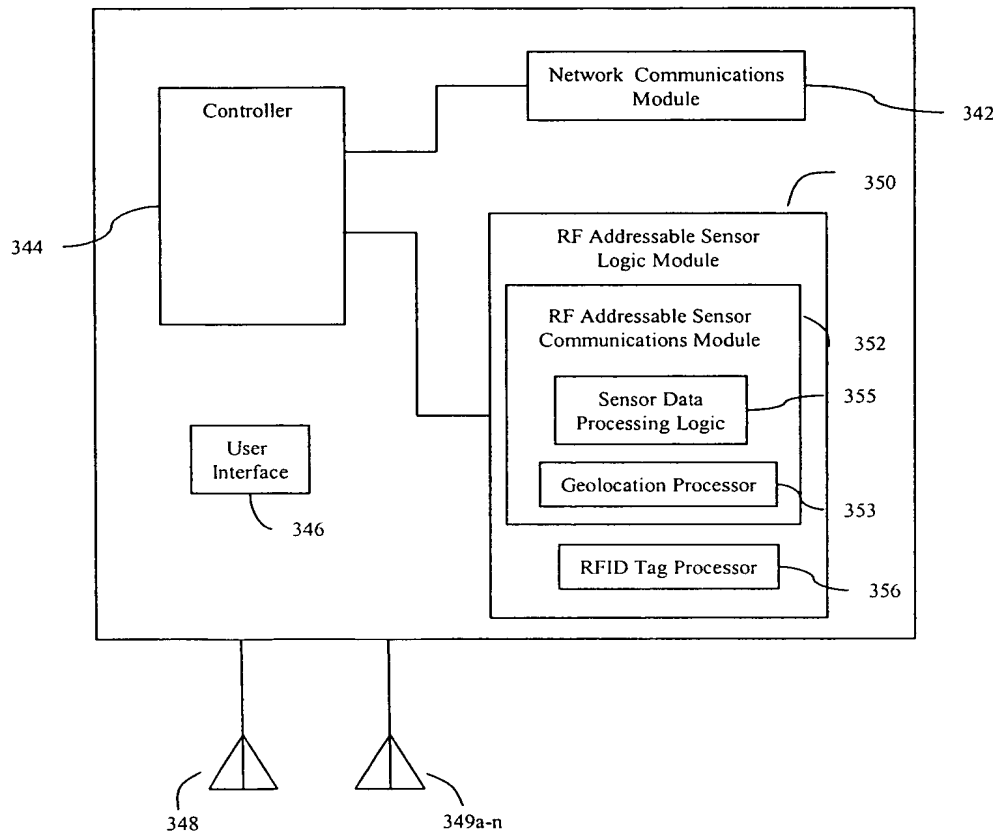 Network Communications
Module
342
Controller
344
350
RF Addressable Sensor
Logic Module
RF Addressable Sensor
Communications Module
352
Sensor Data
Processing Logic
355
Geolocation Processor
353
User
Interface
346
RFID Tag Processor
356
348
349a-n